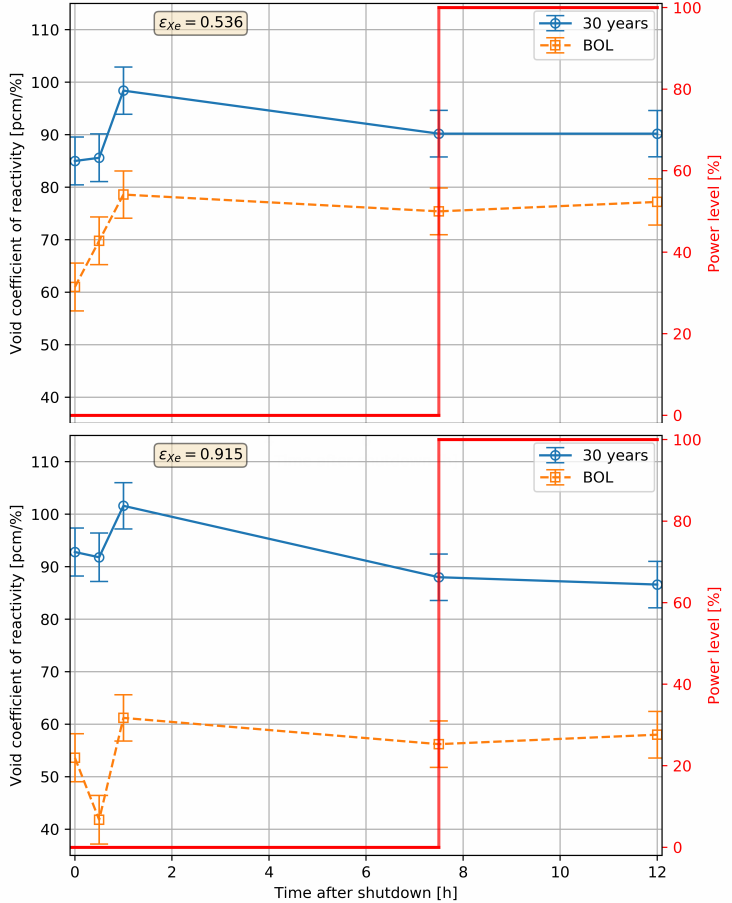 ε_Xe = 0.536
30 years
BOL
110
100
90
80
70
60
50
40
Void coefficient of reactivity [pcm/%]
100
80
60
40
20
0
Power level [%]
ε_Xe = 0.915
30 years
BOL
110
100
90
80
70
60
50
40
Void coefficient of reactivity [pcm/%]
100
80
60
40
20
0
Power level [%]
0 2 4 6 8 10 12
Time after shutdown [h]